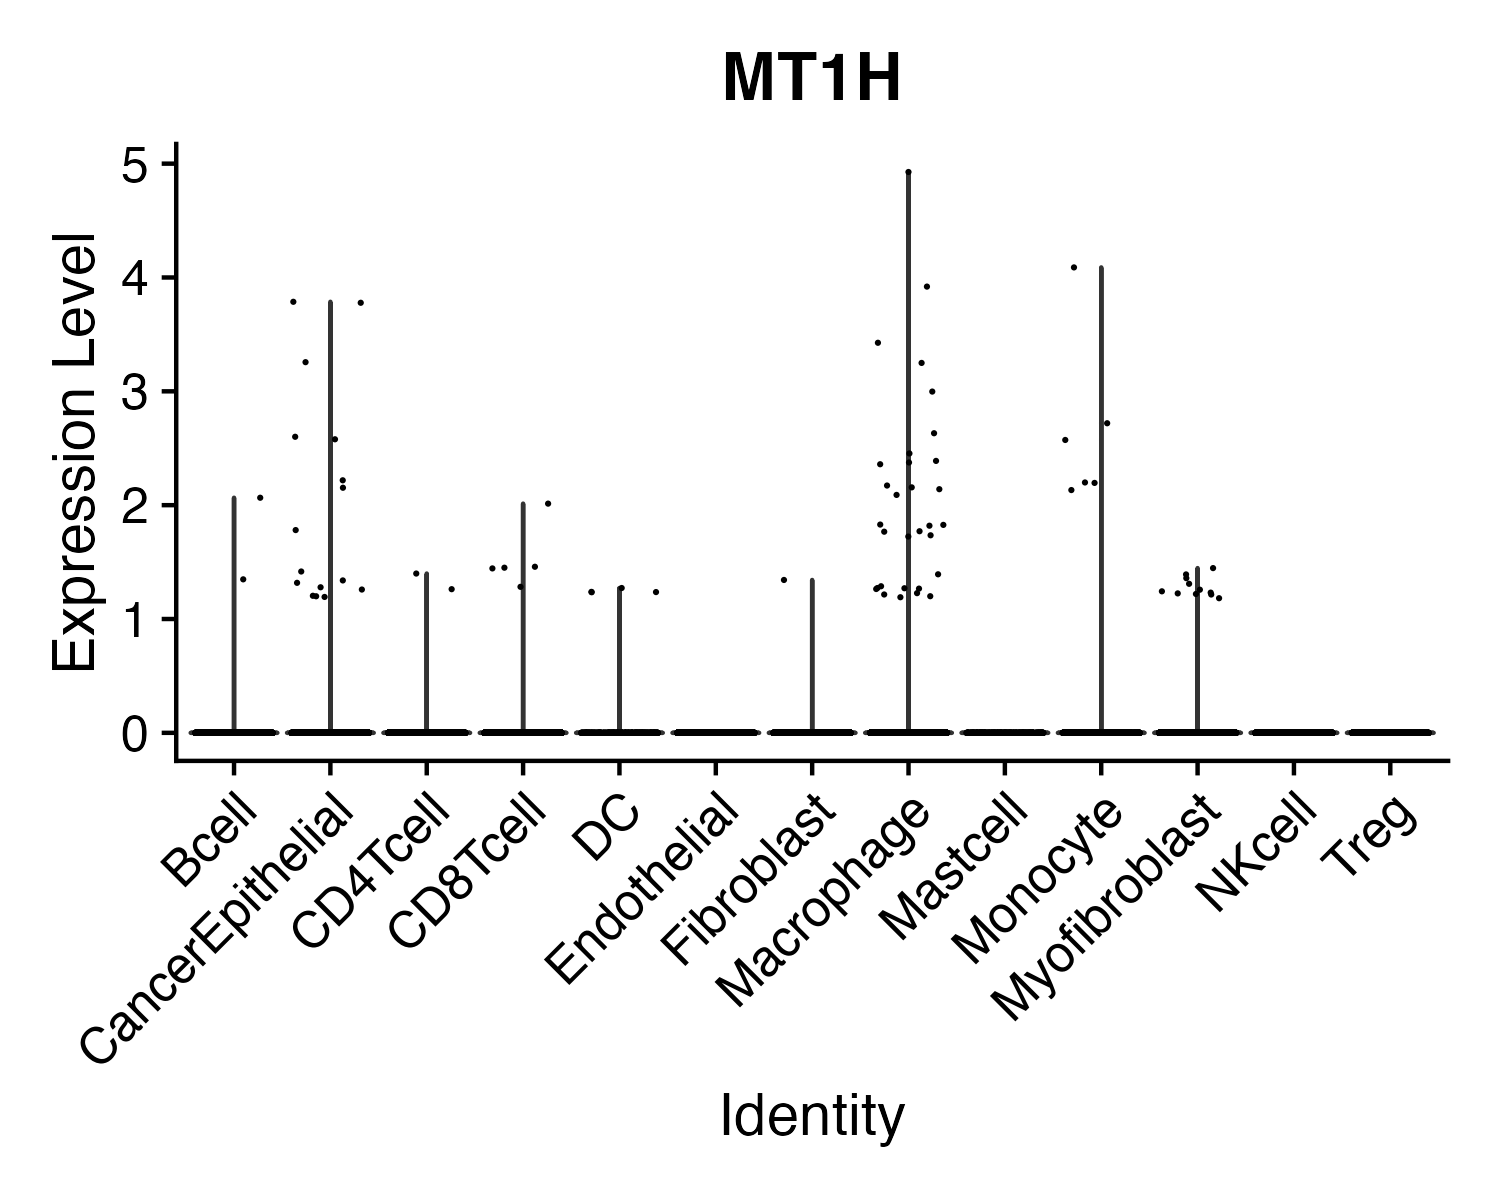 MT1H
Expression Level
5
4
3
2
1
0
Bcell
CancerEpithelial
CD4Tcell
CD8Tcell
DC
Endothelial
Fibroblast
Macrophage
Mastcell
Monocyte
Myofibroblast
NKcell
Treg
Identity